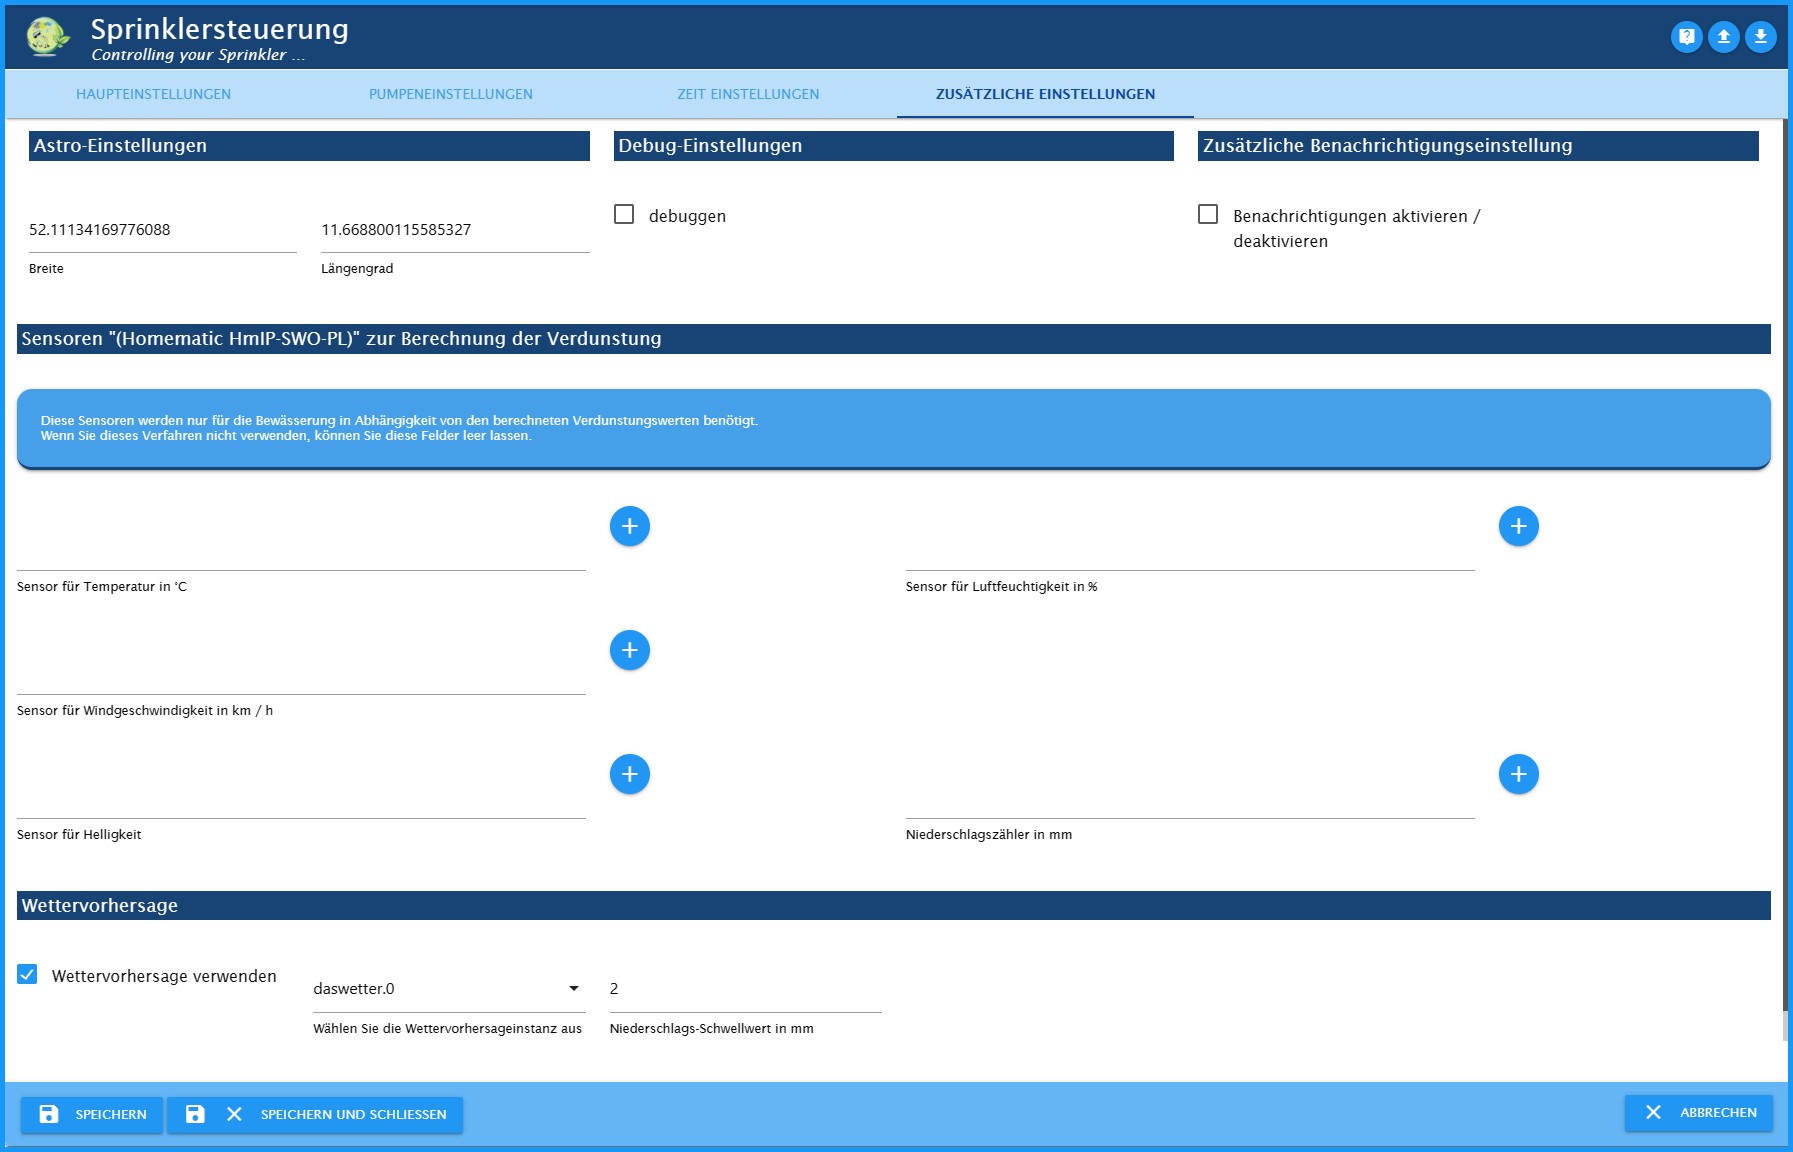 Sprinklersteuerung
Controlling your Sprinkler ...
HAUPTEINSTELLUNGEN
PUMPENEINSTELLUNGEN
ZEIT EINSTELLUNGEN
ZUSÄTZLICHE EINSTELLUNGEN
Astro-Einstellungen
Debug-Einstellungen
Zusätzliche Benachrichtigungseinstellung
52.11134169776088
Breite
11.668800115585327
Längengrad
debuggen
Benachrichtigungen aktivieren /
deaktivieren
Sensoren "(Homematic HmIP-SWO-PL)" zur Berechnung der Verdunstung
Diese Sensoren werden nur für die Bewässerung in Abhängigkeit von den berechneten Verdunstungswerten benötigt.
Wenn Sie dieses Verfahren nicht verwenden, können Sie diese Felder leer lassen.
Sensor für Temperatur in °C
Sensor für Luftfeuchtigkeit in %
Sensor für Windgeschwindigkeit in km / h
Sensor für Helligkeit
Niederschlagszähler in mm
Wettervorhersage
Wettervorhersage verwenden
daswetter.0
Wählen Sie die Wettervorhersageinstanz aus
2
Niederschlags-Schwellwert in mm
SPEICHERN
SPEICHERN UND SCHLIESSEN
ABBRECHEN